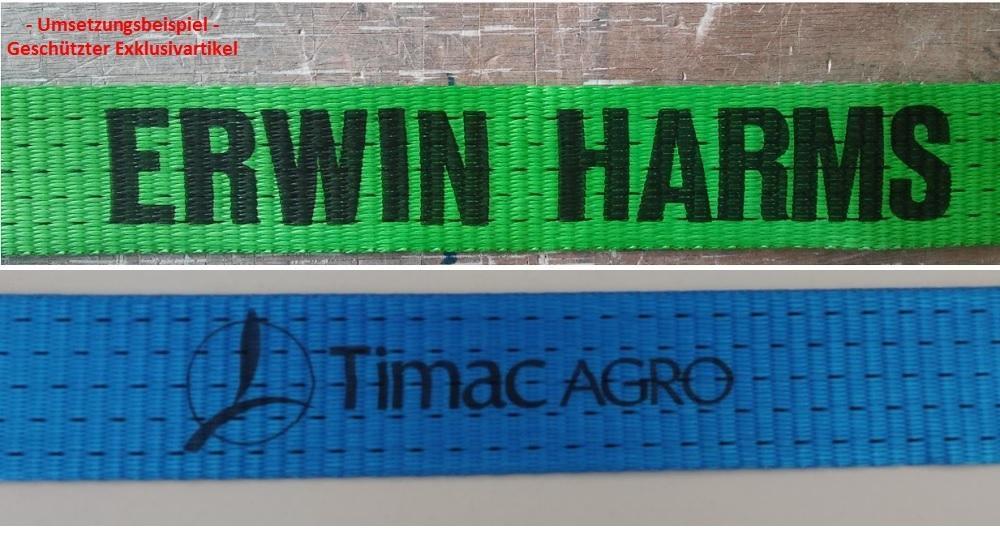 - Umsetzungsbeispiel -
Geschützter Exklusivartikel
ERWIN HARMS
Timac AGRO